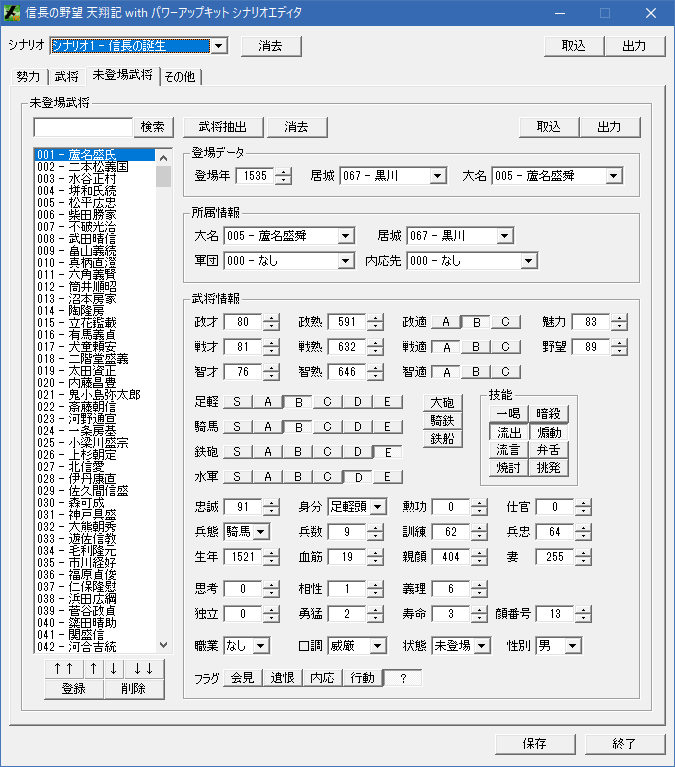 信長の野望 天翔記 with パワーアップキット シナリオエディタ
シナリオ シナリオ1 - 信長の誕生 消去 取込 出力
勢力 武将 未登場武将 その他
未登場武将
検索 武将抽出 消去 取込 出力
001 - 蘆名盛氏
002 - 二本松義国
003 - 水谷正村
004 - 垪和氏続
005 - 松平広忠
006 - 柴田勝家
007 - 不破光治
008 - 武田晴信
009 - 畠山義続
010 - 真柄直澄
011 - 六角義賢
012 - 筒井順昭
013 - 沼本房家
014 - 陶隆房
015 - 立花鑑載
016 - 有馬義貞
017 - 犬童頼安
018 - 二階堂盛義
019 - 太田資正
020 - 内藤昌豊
021 - 鬼小島弥太郎
022 - 斎藤朝信
023 - 河野通宣
024 - 一条房基
025 - 小梁川盛宗
026 - 上杉朝定
027 - 北信愛
028 - 伊丹康直
029 - 佐久間信盛
030 - 森可成
031 - 神戸具盛
032 - 大熊朝秀
033 - 遊佐信教
034 - 毛利隆元
035 - 市川経好
036 - 福原貞俊
037 - 仁保隆慰
038 - 浜田広綱
039 - 菅谷政貞
040 - 簗田晴助
041 - 関盛信
042 - 河合吉統
↑↑ ↑ ↓ ↓↓
登録 削除
登場データ
登場年 1535 居城 067 - 黒川 大名 005 - 蘆名盛舜
所属情報
大名 005 - 蘆名盛舜 居城 067 - 黒川
軍団 000 - なし 内応先 000 - なし
武将情報
政才 80 政熟 591 政適 A B C 魅力 83
戦才 81 戦熟 632 戦適 A B C 野望 89
智才 76 智熟 646 智適 A B C
足軽 S A B C D E 大砲
騎馬 S A B C D E 騎鉄
鉄砲 S A B C D E 鉄船
水軍 S A B C D E
技能
一喝 暗殺
流出 煽動
流言 弁舌
焼討 挑発
忠誠 91 身分 足軽頭 勲功 0 仕官 0
兵態 騎馬 兵数 9 訓練 62 兵忠 64
生年 1521 血筋 19 親顔 404 妻 255
思考 0 相性 1 義理 6
独立 0 勇猛 2 寿命 3 顔番号 13
職業 なし 口調 威厳 状態 未登場 性別 男
フラグ 会見 遺恨 内応 行動 ?
保存 終了